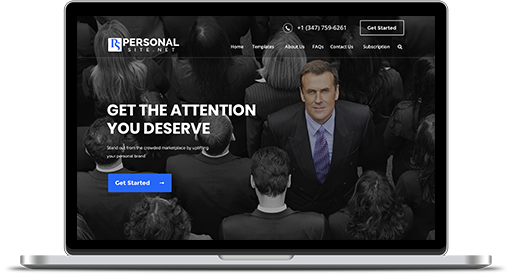 +1 (347) 759-6261
Get Started
PS PERSONAL
SITE.NET
Home Templates About Us FAQs Contact Us Subscription
GET THE ATTENTION
YOU DESERVE
Stand out from the crowded marketplace by uplifting
your personal brand
Get Started →